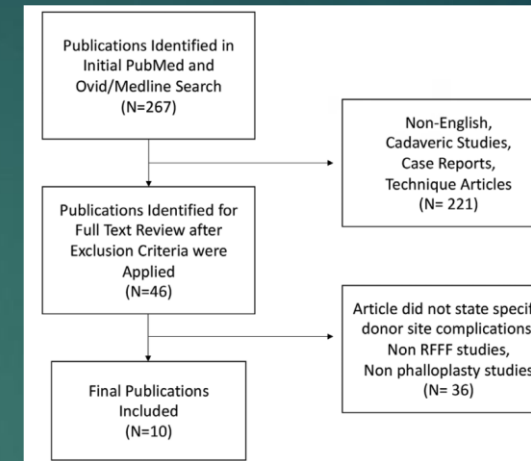 Publications Identified in
Initial PubMed and
Ovid/Medline Search
(N=267)
Non-English,
Cadaveric Studies,
Case Reports,
Technique Articles
(N= 221)
Publications Identified for
Full Text Review after
Exclusion Criteria were
Applied
(N=46)
Article did not state
donor site complications
Non RFFF studies,
Non phalloplasty studies
(N= 36)
Final Publications
Included
(N=10)